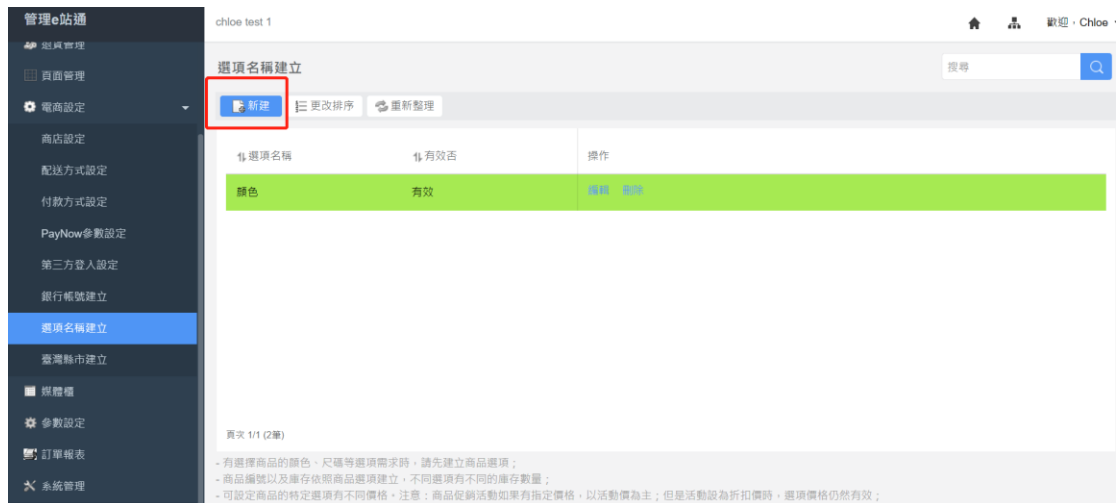 管理e站通
chloe test 1
歡迎，Chloe
退貨管理
頁面管理
電商設定
商店設定
配送方式設定
付款方式設定
PayNow參數設定
第三方登入設定
銀行帳號建立
選項名稱建立
臺灣縣市建立
媒體櫃
參數設定
訂單報表
系統管理
選項名稱建立
搜尋
新建
更改排序
重新整理
選項名稱 有效否 操作
顏色 有效 編輯 刪除
頁次 1/1 (2筆)
- 有選擇商品的顏色、尺碼等選項需求時，請先建立商品選項；
- 商品編號以及庫存依照商品選項建立，不同選項有不同的庫存數量；
- 可設定商品的特定選項有不同價格。注意：商品促銷活動如果有指定價格，以活動價為主；但是活動設為折扣價時，選項價格仍然有效；